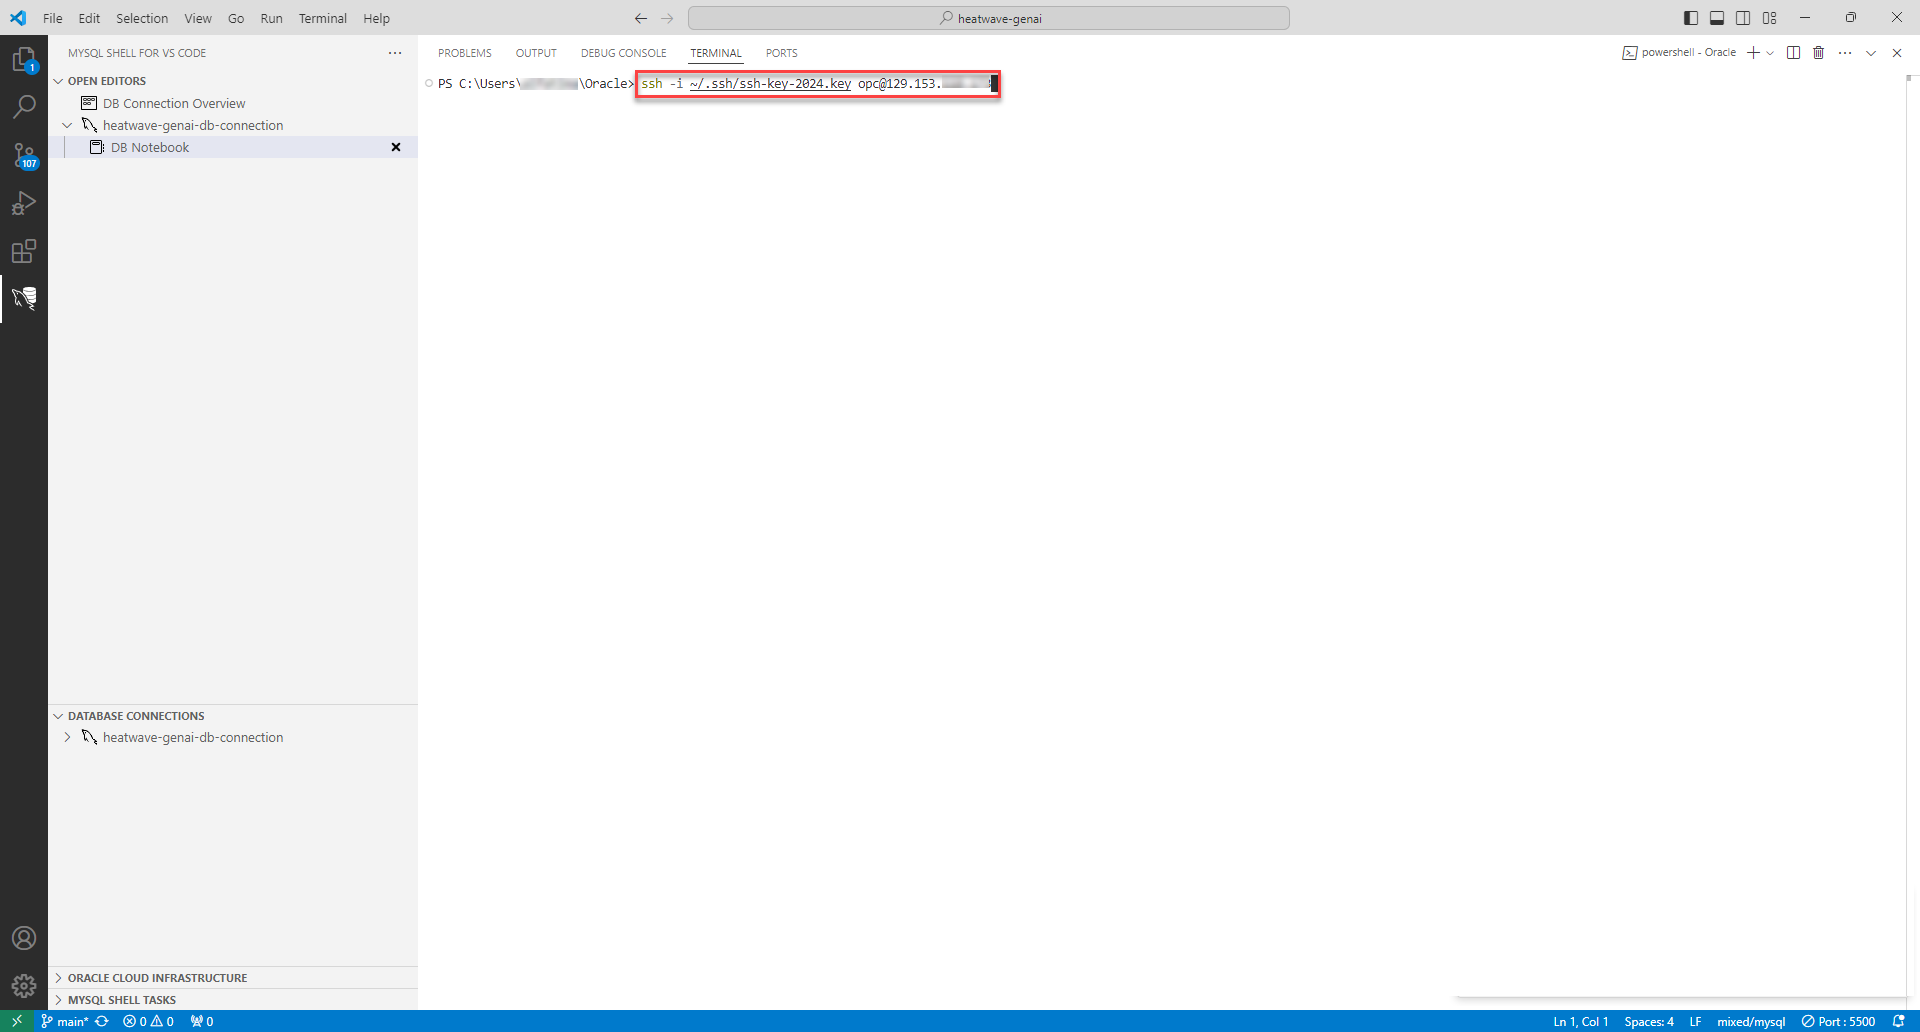 File Edit Selection View Go Run Terminal Help
heatwave-genai
MYSQL SHELL FOR VS CODE
OPEN EDITORS
DB Connection Overview
heatwave-genai-db-connection
DB Notebook
1
107
PROBLEMS OUTPUT DEBUG CONSOLE TERMINAL PORTS
powershell - Oracle
PS C:\Users\ \Oracle> ssh -i ~/.ssh/ssh-key-2024.key opc@129.153.
DATABASE CONNECTIONS
heatwave-genai-db-connection
ORACLE CLOUD INFRASTRUCTURE
MYSQL SHELL TASKS
main* 0 0 0
Ln 1, Col 1 Spaces: 4 LF mixed/mysql Port : 5500